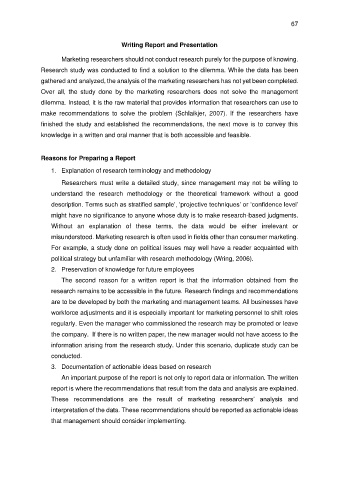 67
Writing Report and Presentation
Marketing researchers should not conduct research purely for the purpose of knowing.
Research study was conducted to find a solution to the dilemma. While the data has been
gathered and analyzed, the analysis of the marketing researchers has not yet been completed.
Over all, the study done by the marketing researchers does not solve the management
dilemma. Instead, it is the raw material that provides information that researchers can use to
make recommendations to solve the problem (Schlaikjer, 2007). If the researchers have
finished the study and established the recommendations, the next move is to convey this
knowledge in a written and oral manner that is both accessible and feasible.
Reasons for Preparing a Report
1. Explanation of research terminology and methodology
Researchers must write a detailed study, since management may not be willing to
understand the research methodology or the theoretical framework without a good
description. Terms such as stratified sample', 'projective techniques' or 'confidence level'
might have no significance to anyone whose duty is to make research-based judgments.
Without an explanation of these terms, the data would be either irrelevant or
misunderstood. Marketing research is often used in fields other than consumer marketing.
For example, a study done on political issues may well have a reader acquainted with
political strategy but unfamiliar with research methodology (Wring, 2006).
2. Preservation of knowledge for future employees
The second reason for a written report is that the information obtained from the
research remains to be accessible in the future. Research findings and recommendations
are to be developed by both the marketing and management teams. All businesses have
workforce adjustments and it is especially important for marketing personnel to shift roles
regularly. Even the manager who commissioned the research may be promoted or leave
the company. If there is no written paper, the new manager would not have access to the
information arising from the research study. Under this scenario, duplicate study can be
conducted.
3. Documentation of actionable ideas based on research
An important purpose of the report is not only to report data or information. The written
report is where the recommendations that result from the data and analysis are explained.
These recommendations are the result of marketing researchers' analysis and
interpretation of the data. These recommendations should be reported as actionable ideas
that management should consider implementing.